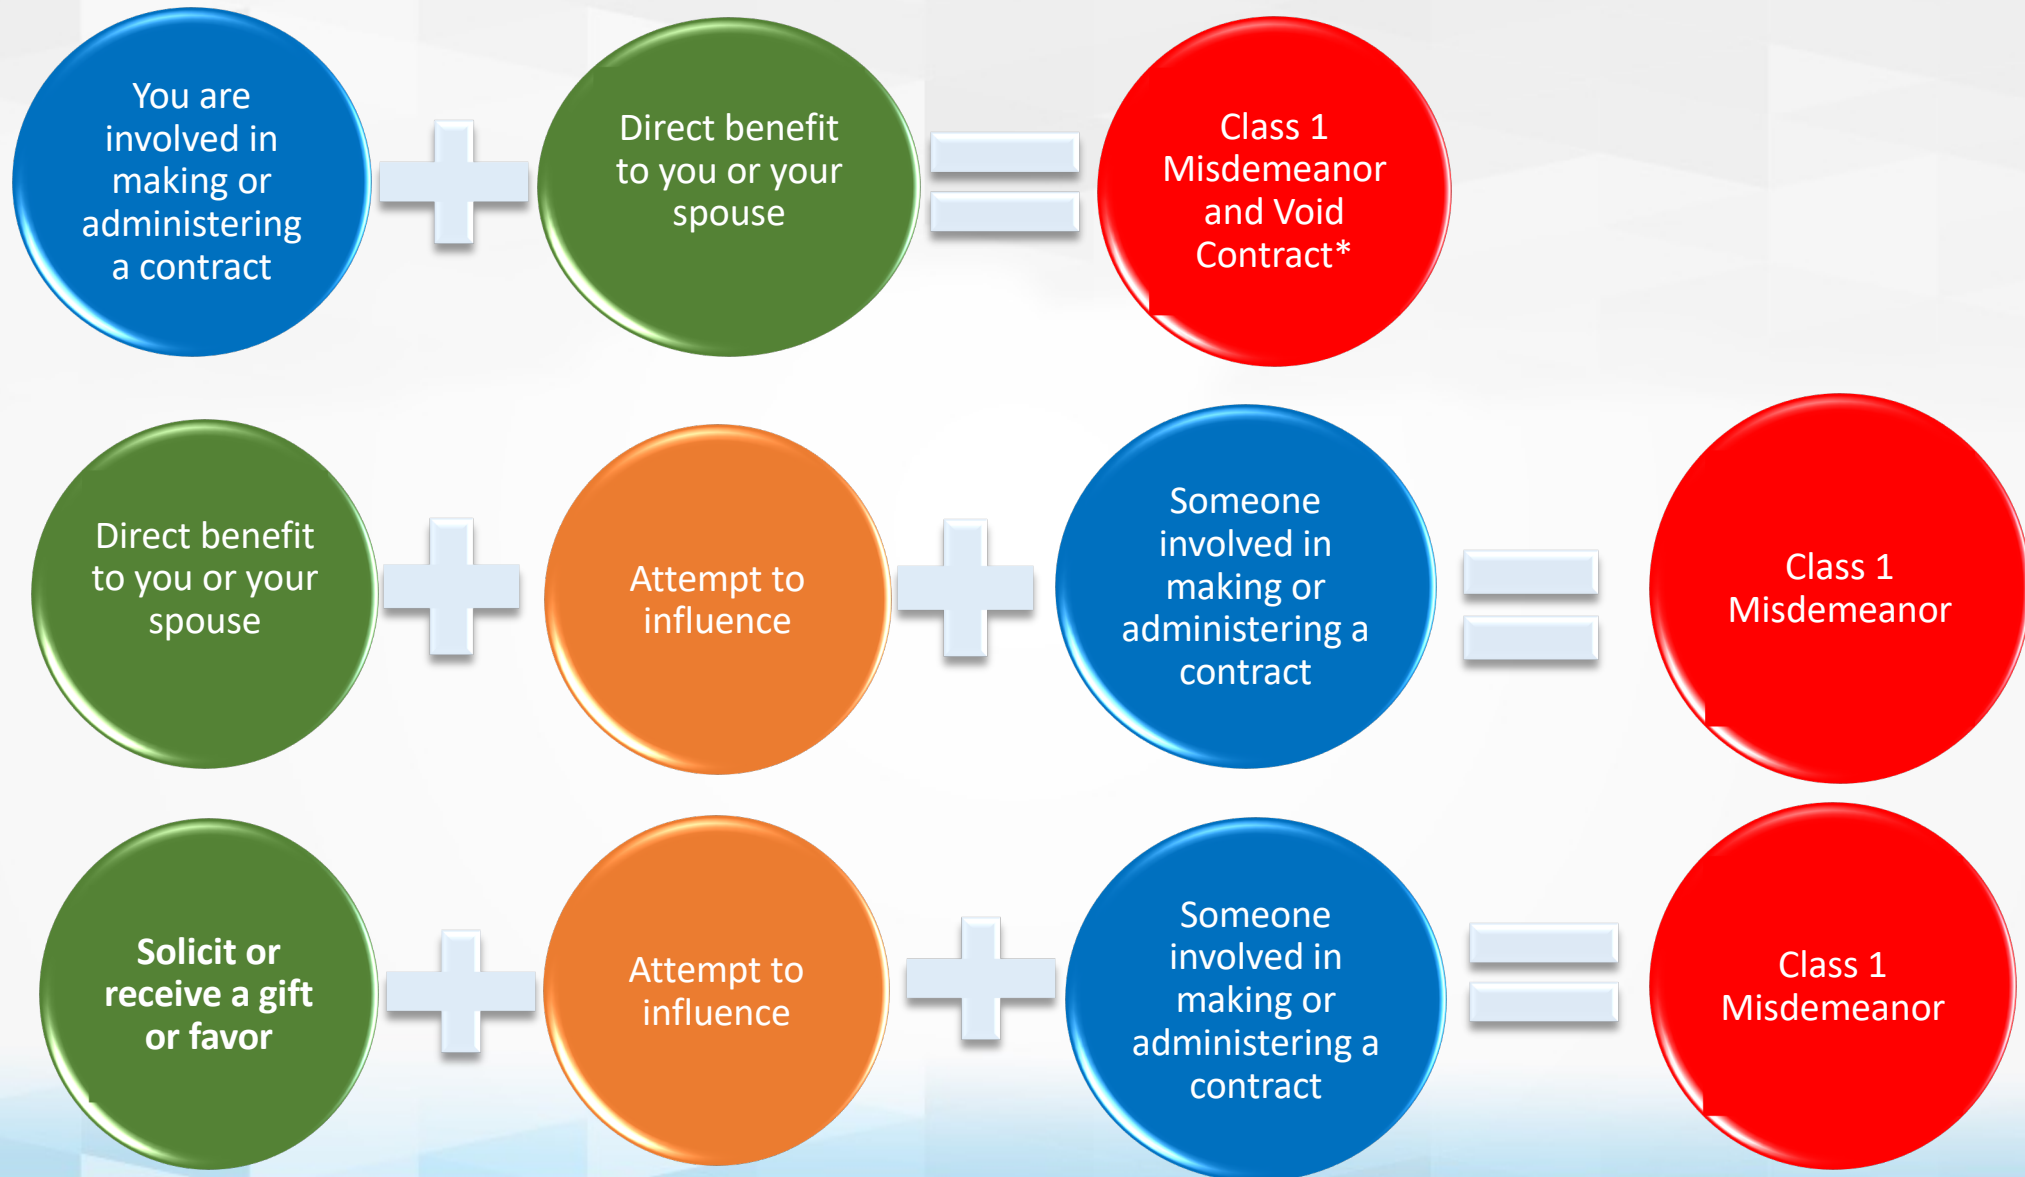 You are
involved in
making or
administering
a contract
Direct benefit
to you or your
spouse
Class 1
Misdemeanor
and Void
Contract*
Direct benefit
to you or your
spouse
Attempt to
influence
Someone
involved in
making or
administering a
contract
Class 1
Misdemeanor
Solicit or
receive a gift
or favor
Attempt to
influence
Someone
involved in
making or
administering a
contract
Class 1
Misdemeanor